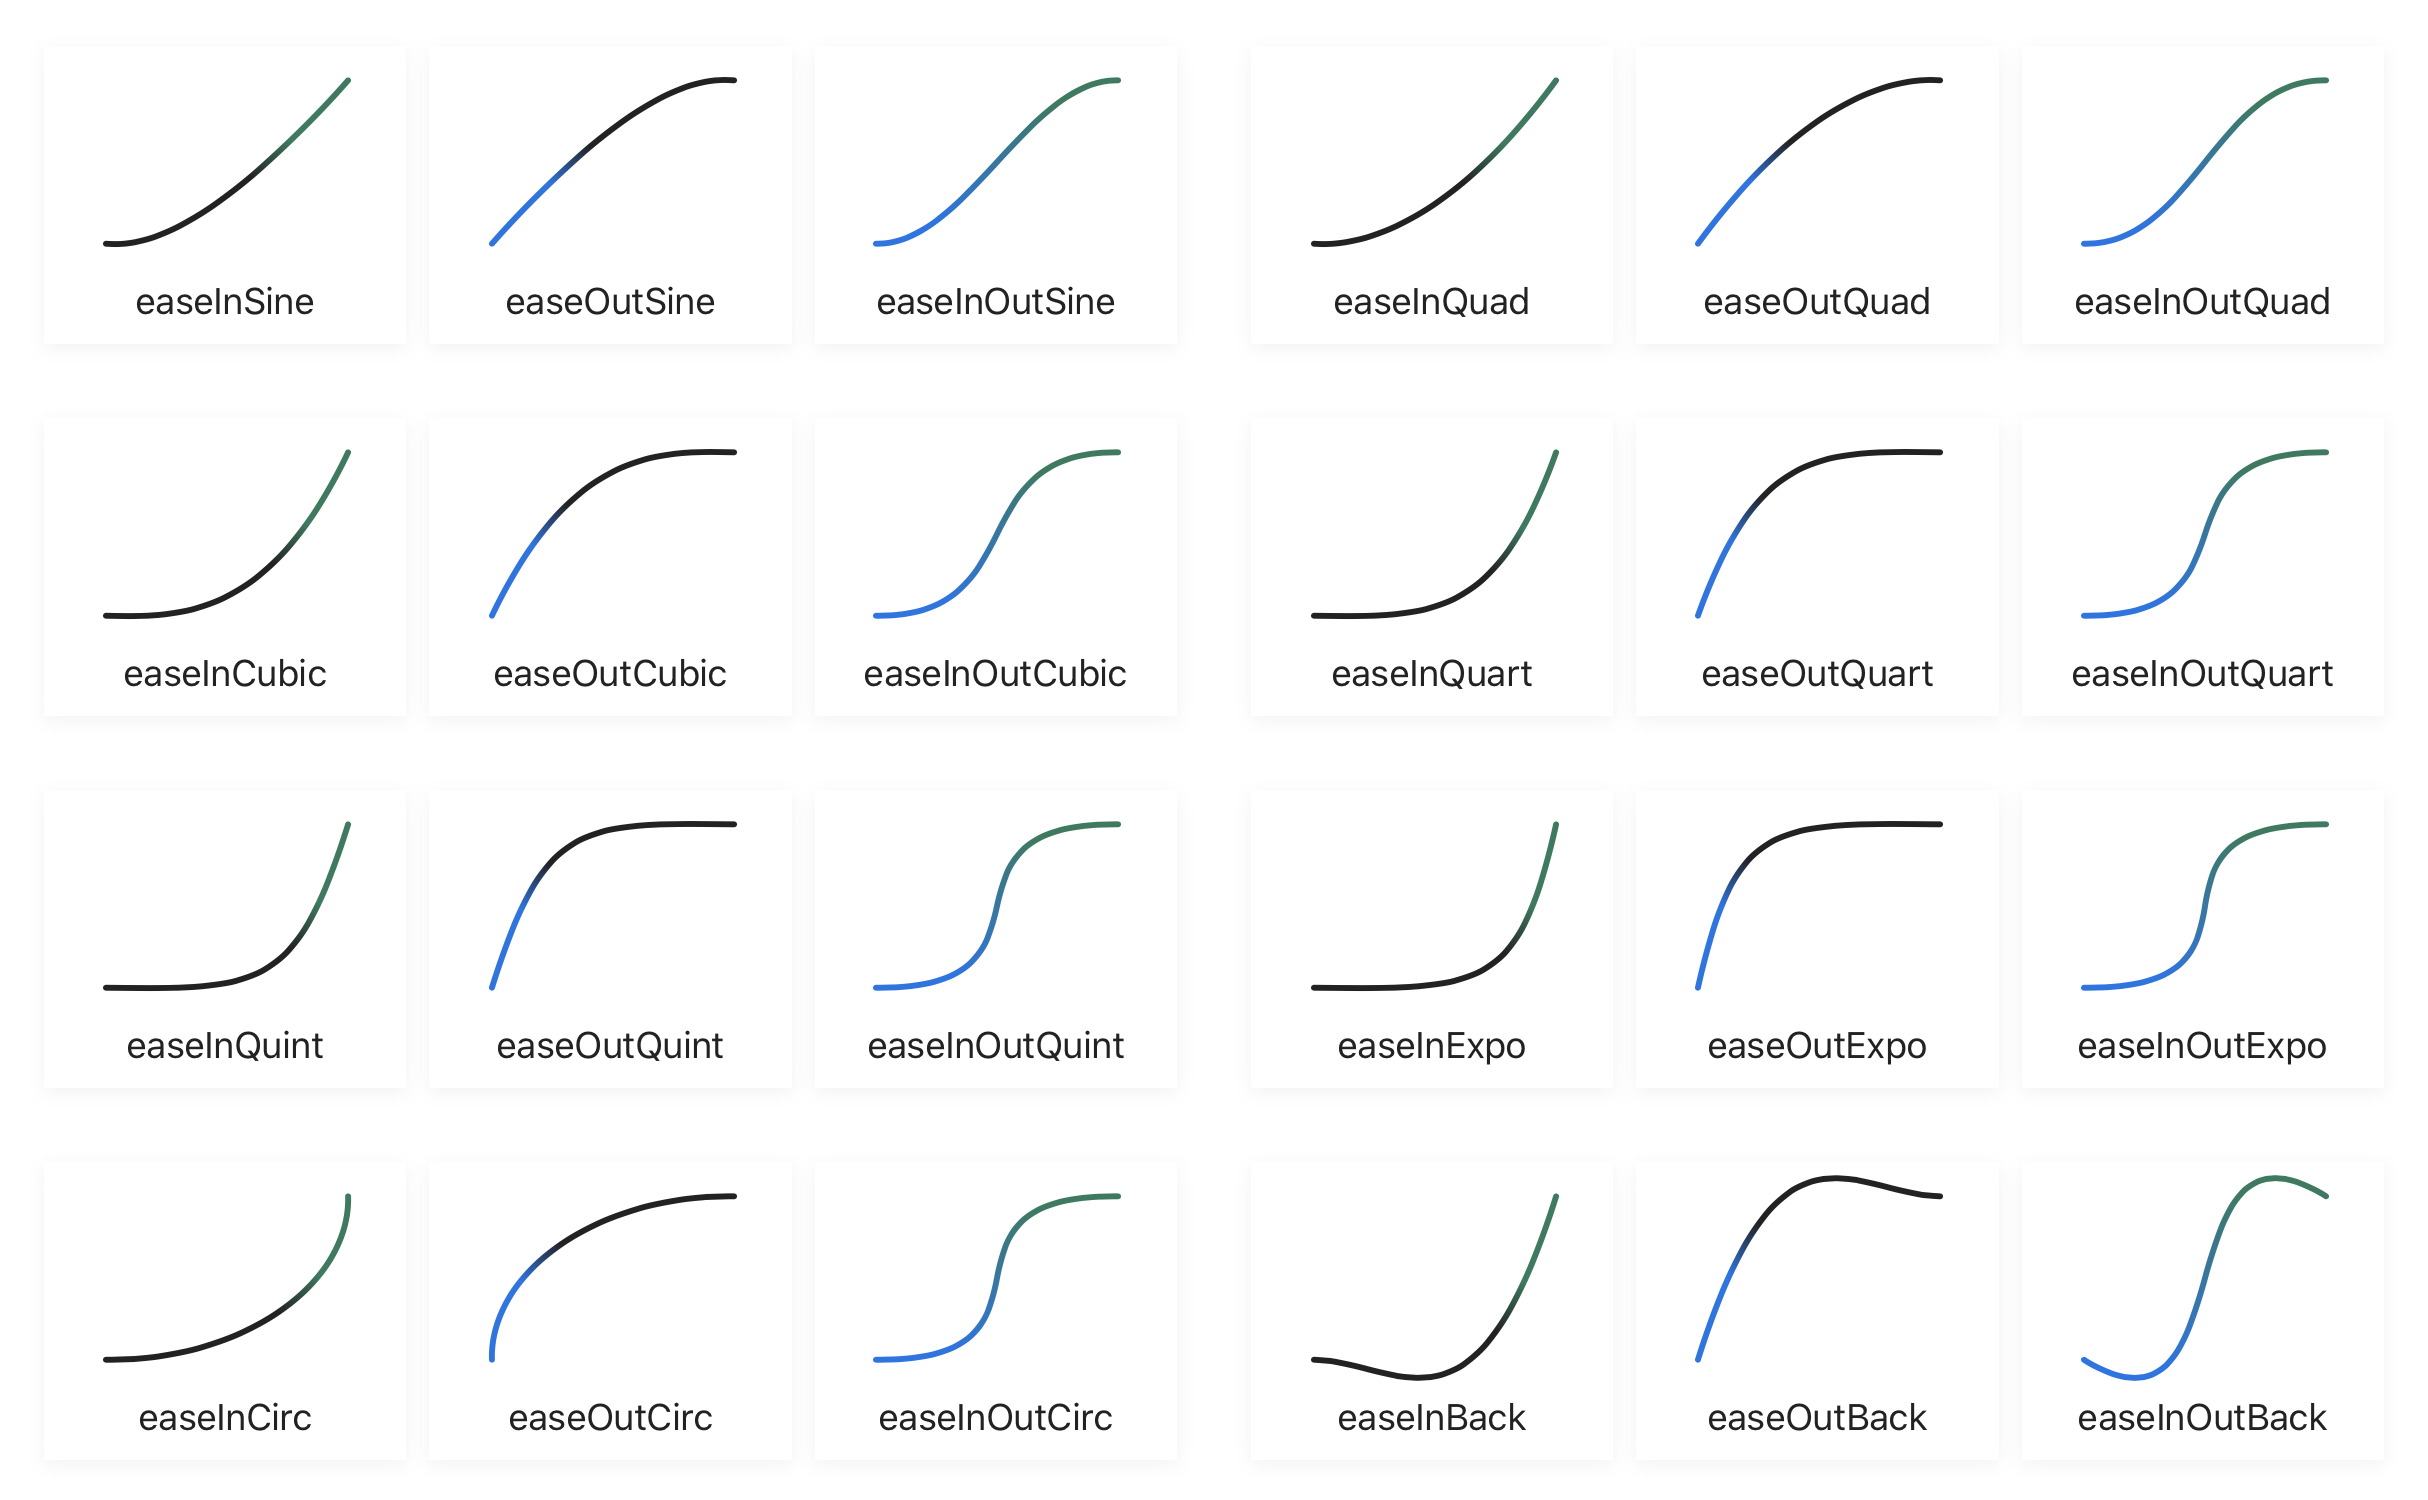 easeInSine
easeOutSine
easeInOutSine
easeInQuad
easeOutQuad
easeInOutQuad
easeInCubic
easeOutCubic
easeInOutCubic
easeInQuart
easeOutQuart
easeInOutQuart
easeInQuint
easeOutQuint
easeInOutQuint
easeInExpo
easeOutExpo
easeInOutExpo
easeInCirc
easeOutCirc
easeInOutCirc
easeInBack
easeOutBack
easeInOutBack